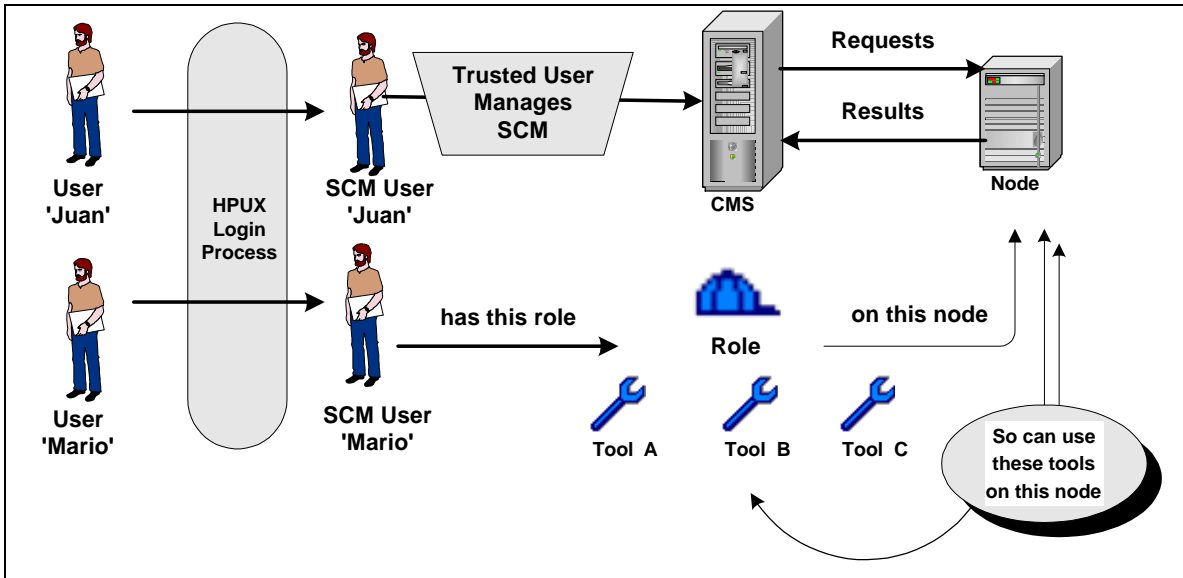 User
'Juan'
HPUX
Login
Process
SCM User
'Juan'
Trusted User
Manages
SCM
CMS
Requests
Results
Node
User
'Mario'
SCM User
'Mario'
has this role
Role
on this node
Tool A
Tool B
Tool C
So can use
these tools
on this node